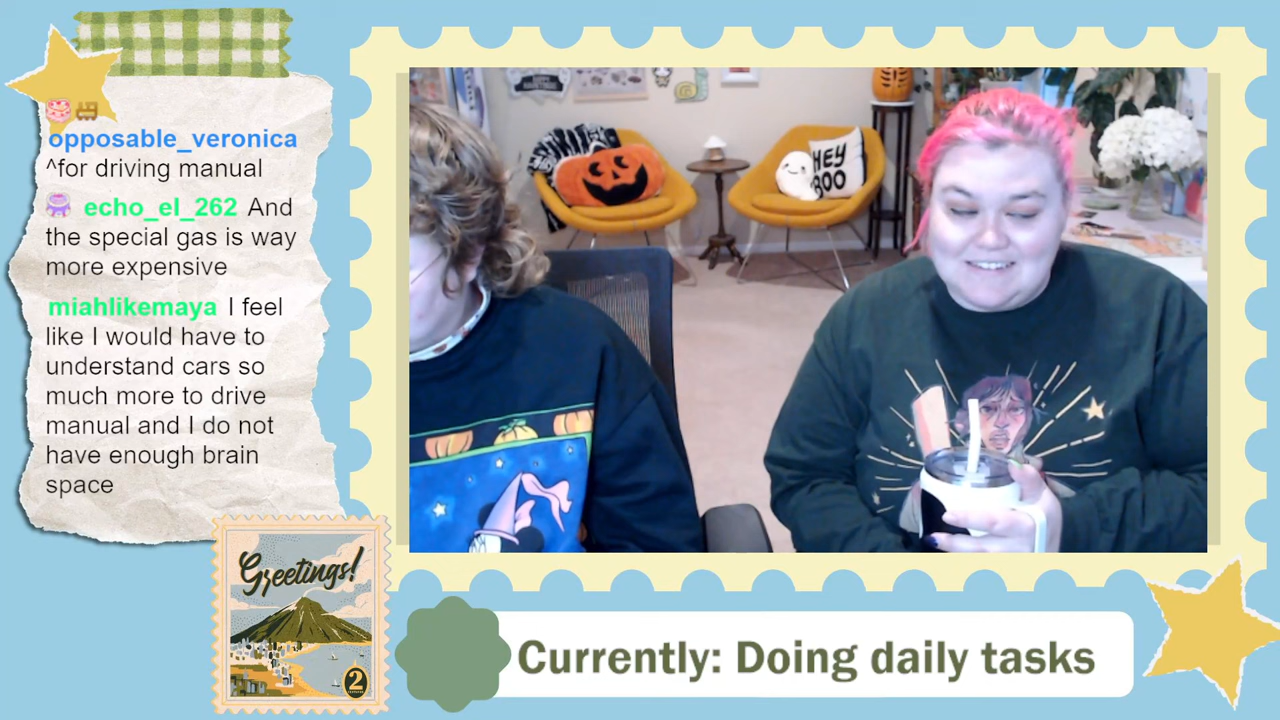 opposable_veronica
^for driving manual
echo_el_262 And
the special gas is way
more expensive
miahlikemaya I feel
like I would have to
understand cars so
much more to drive
manual and I do not
have enough brain
space
HEY
BOO
Greetings!
2
Currently: Doing daily tasks